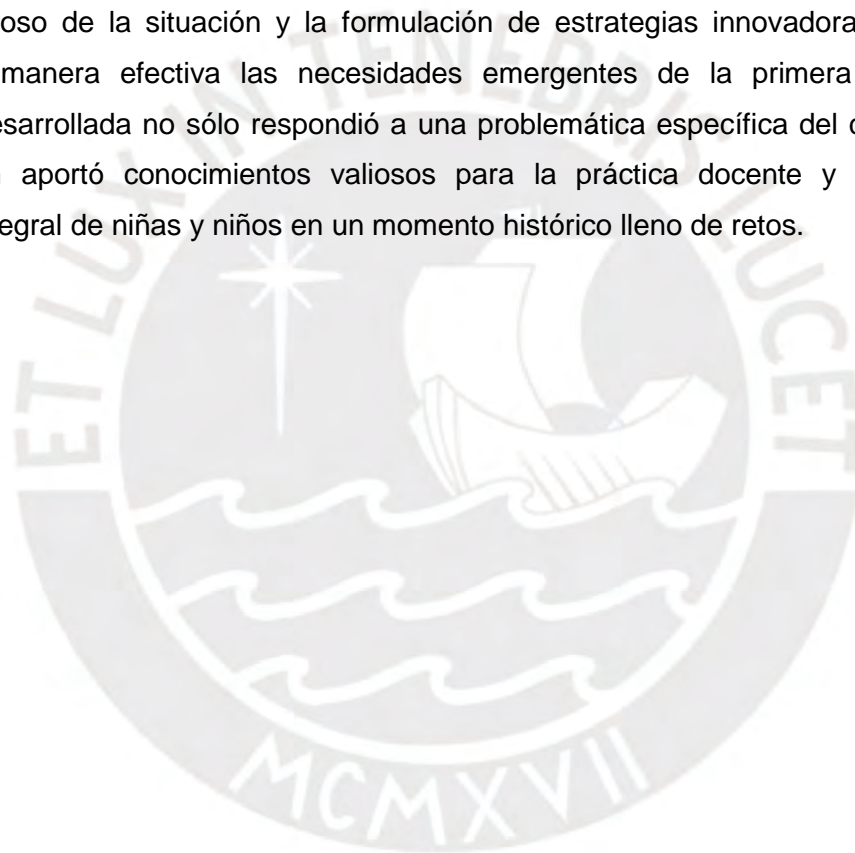 oso de la situación y la formulación de estrategias innovadora
manera efectiva las necesidades emergentes de la primera
esarrollada no sólo respondió a una problemática específica del
aportó conocimientos valiosos para la práctica docente y
egral de niñas y niños en un momento histórico lleno de retos.
ET LUX IN TENEBRIS LUCET
MCMXVII